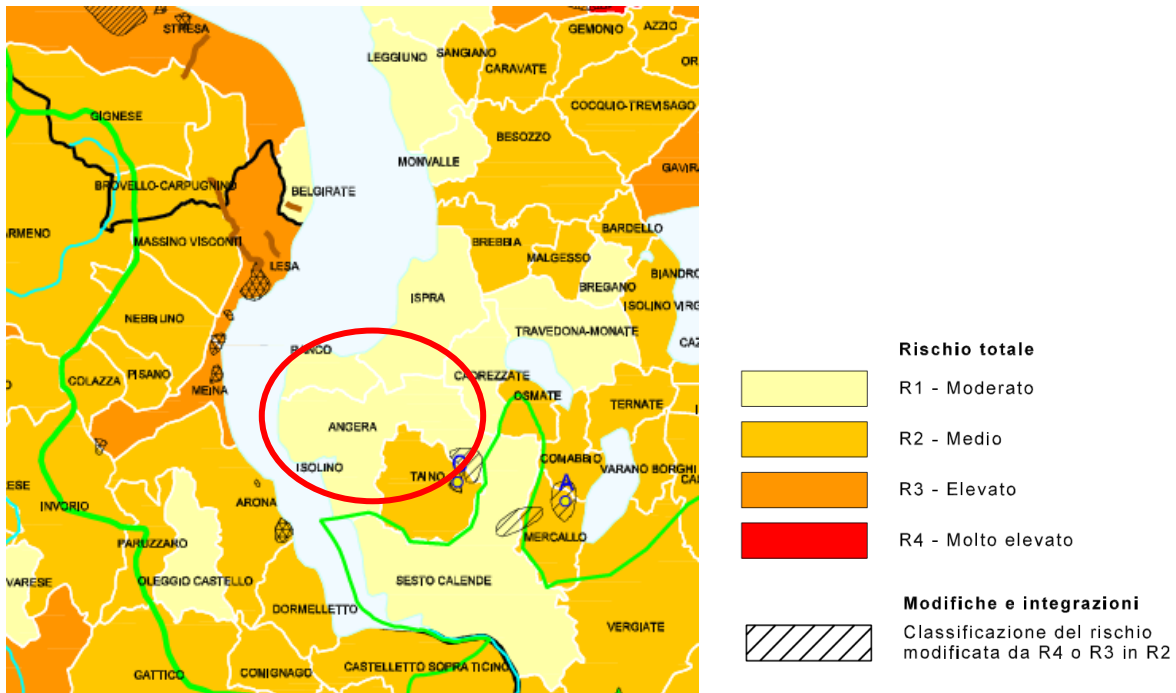 STRESA
GEMONIO
AZZIO
LEGGIUNO
SANGIANO
CARAVATE
OR
COCQUIO-TREVISAGO
GIGNESE
BESOZZO
MONVALLE
GAVIRA
BROVELLO-CARPUGNINO
BELGIRATE
ARMENO
MASSINO VISCONTI
BREBBIA
BARDELLO
MALGESSO
LESA
BIANDRO
BREGANO
ISPRA
ISOLINO VIRG
NEBBIUNO
TRAVEDONA-MONATE
RANCO
CAZ
COLAZZA
PISANO
CADREZZATE
MEINA
OSMATE
TERNATE
ANGERA
COMABBIO
ISOLINO
TAINO
VARANO BORGHI
CA
ESE
A
INVORIO
ARONA
MERCALLO
PARUZZARO
VARESE
OLEGGIO CASTELLO
SESTO CALENDE
DORMELLETTO
VERGIATE
GATTICO
COMIGNAGO
CASTELLETTO SOPRA TICINO
Rischio totale
R1 - Moderato
R2 - Medio
R3 - Elevato
R4 - Molto elevato
Modifiche e integrazioni
Classificazione del rischio
modificata da R4 o R3 in R2